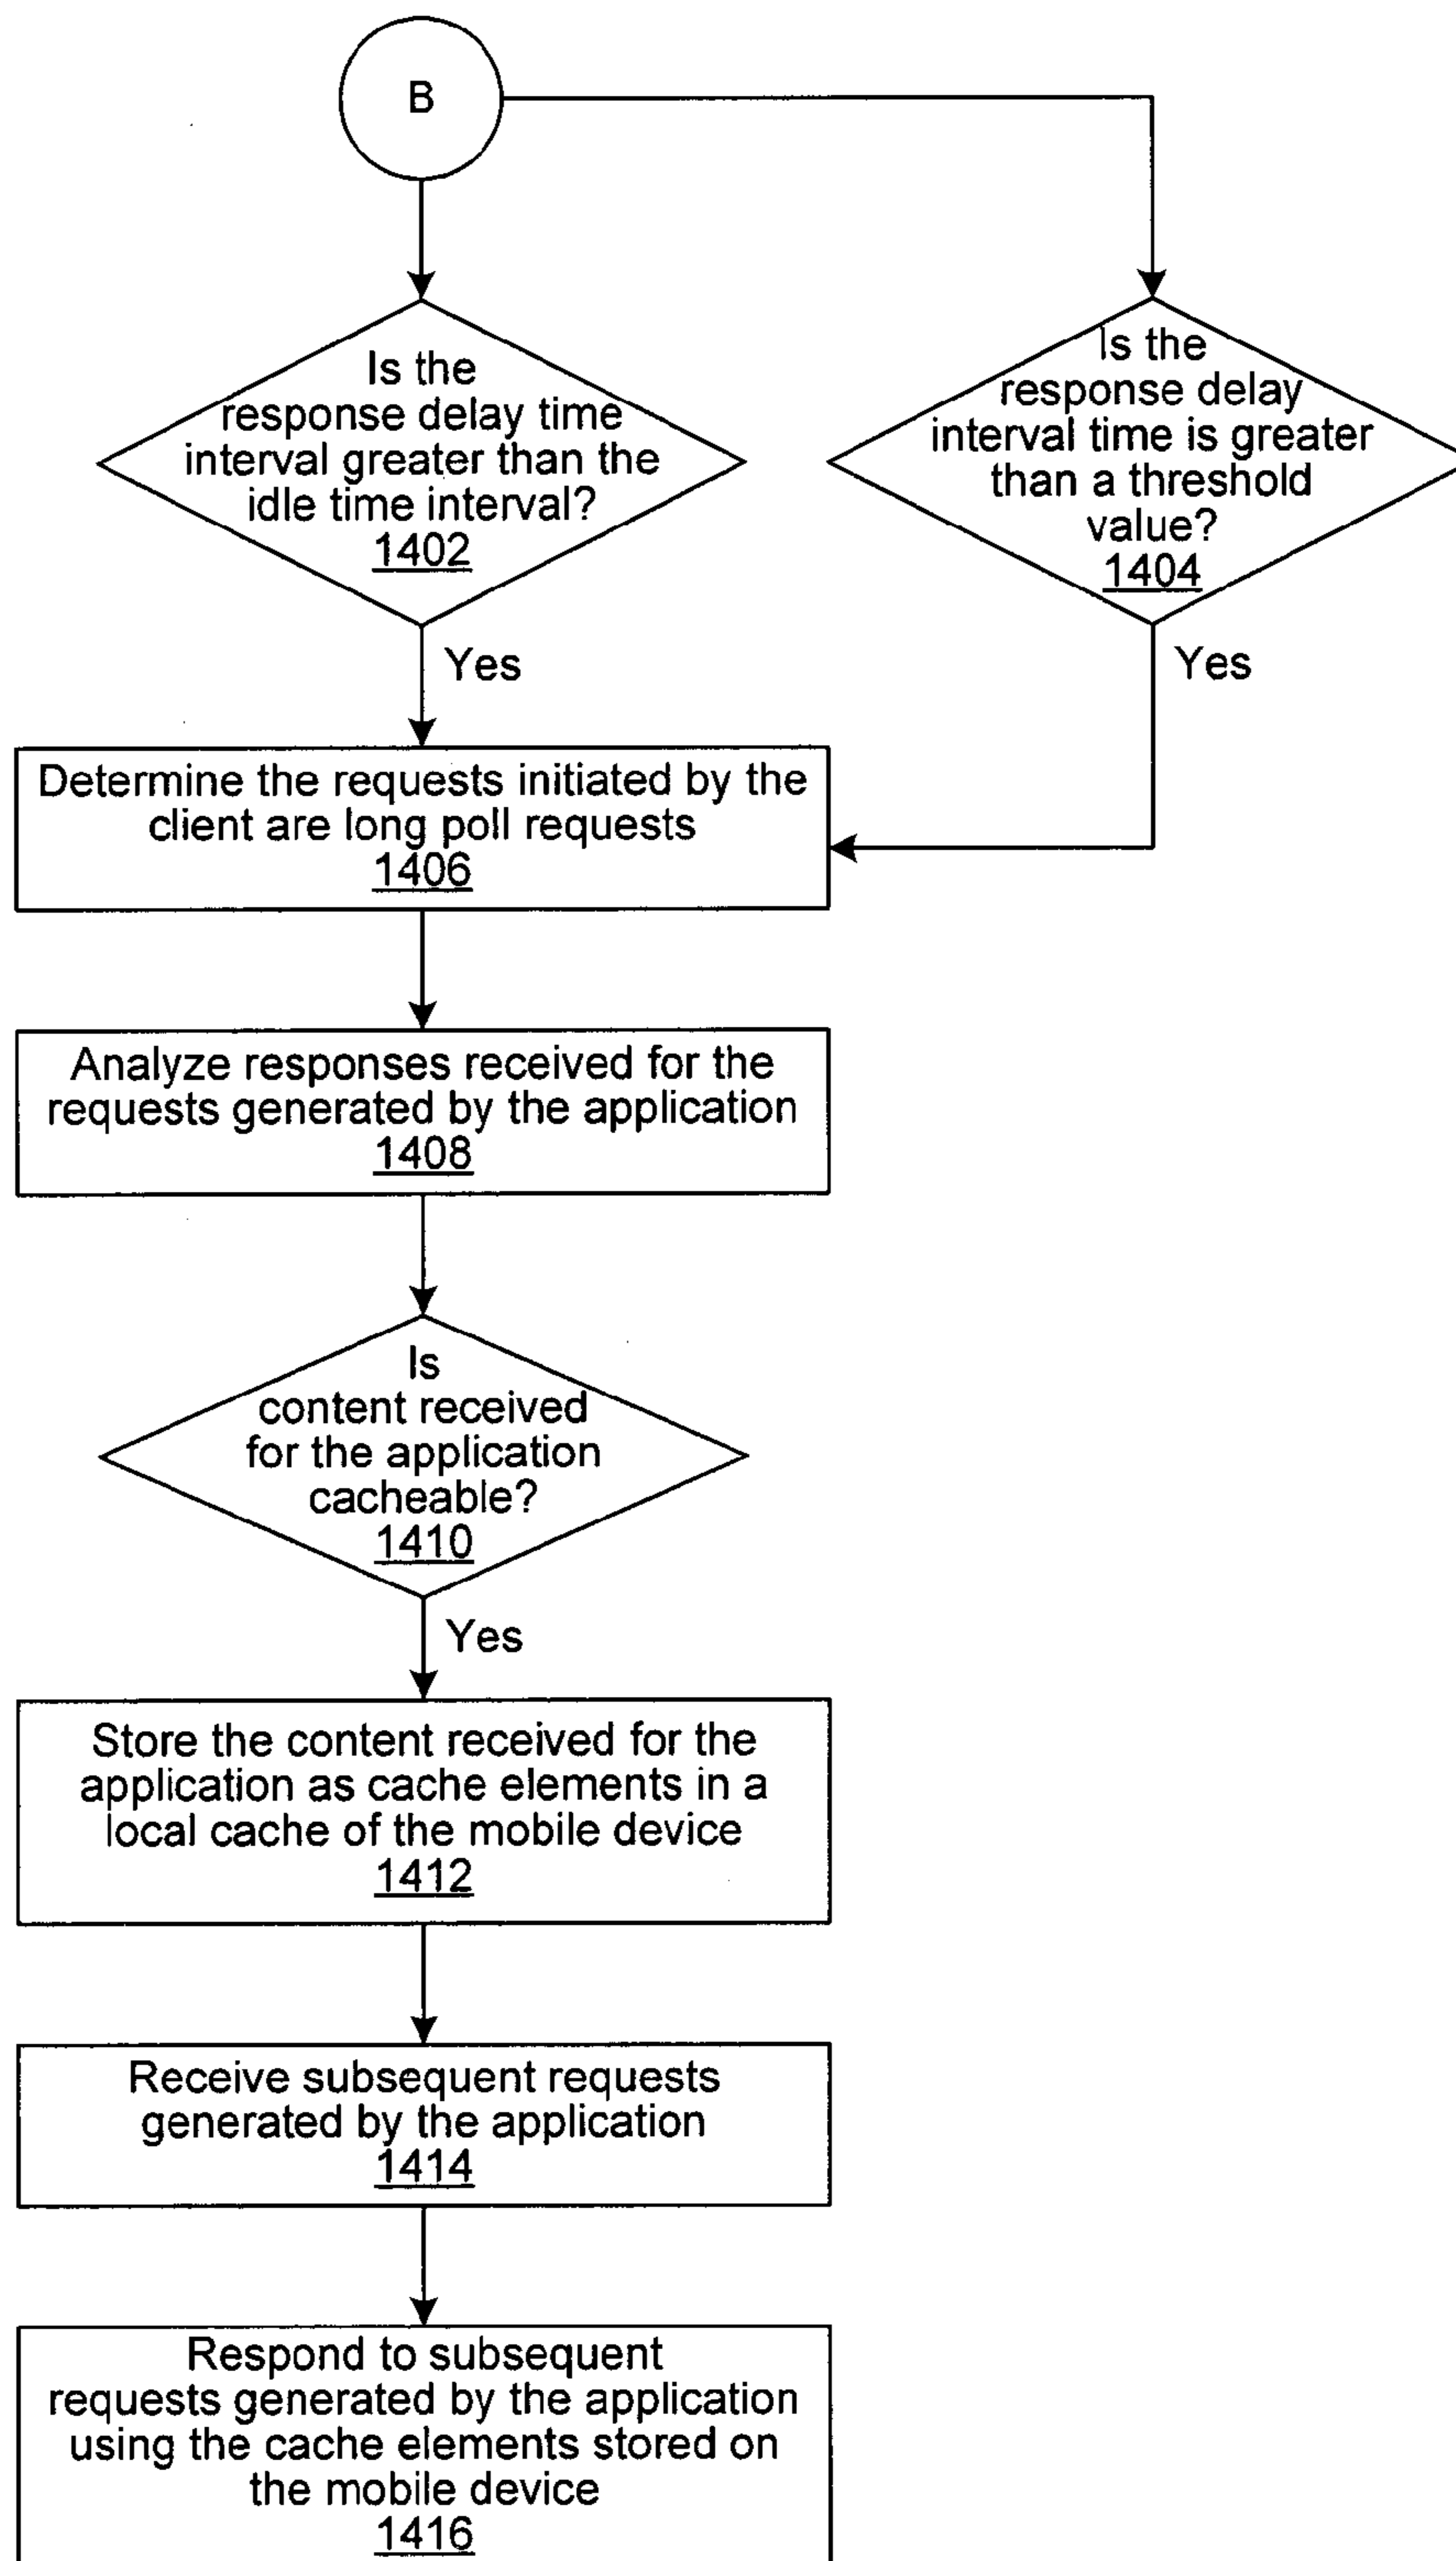 B
Is the
response delay time
interval greater than the
idle time interval?
1402
Is the
response delay
interval time is greater
than a threshold
value?
1404
Yes
Yes
Determine the requests initiated by the
client are long poll requests
1406
Analyze responses received for the
requests generated by the application
1408
Is
content received
for the application
cacheable?
1410
Yes
Store the content received for the
application as cache elements in a
local cache of the mobile device
1412
Receive subsequent requests
generated by the application
1414
Respond to subsequent
requests generated by the application
using the cache elements stored on
the mobile device
1416